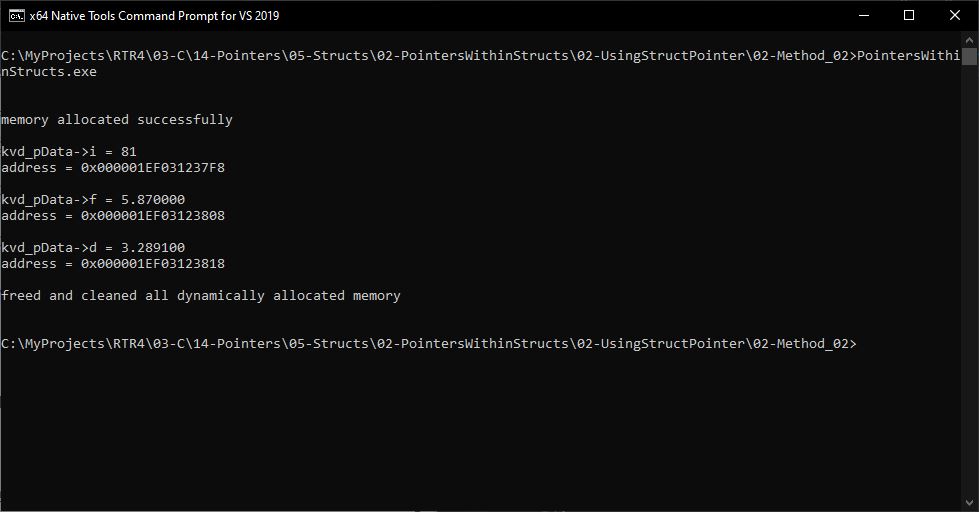 x64 Native Tools Command Prompt for VS 2019
C:\MyProjects\RTR4\03-C\14-Pointers\05-Structs\02-PointersWithinStructs\02-UsingStructPointer\02-Method_02>PointersWithi
nStructs.exe
memory allocated successfully
kvd_pData->i = 81
address = 0x000001EF031237F8
kvd_pData->f = 5.870000
address = 0x000001EF03123808
kvd_pData->d = 3.289100
address = 0x000001EF03123818
freed and cleaned all dynamically allocated memory
C:\MyProjects\RTR4\03-C\14-Pointers\05-Structs\02-PointersWithinStructs\02-UsingStructPointer\02-Method_02>